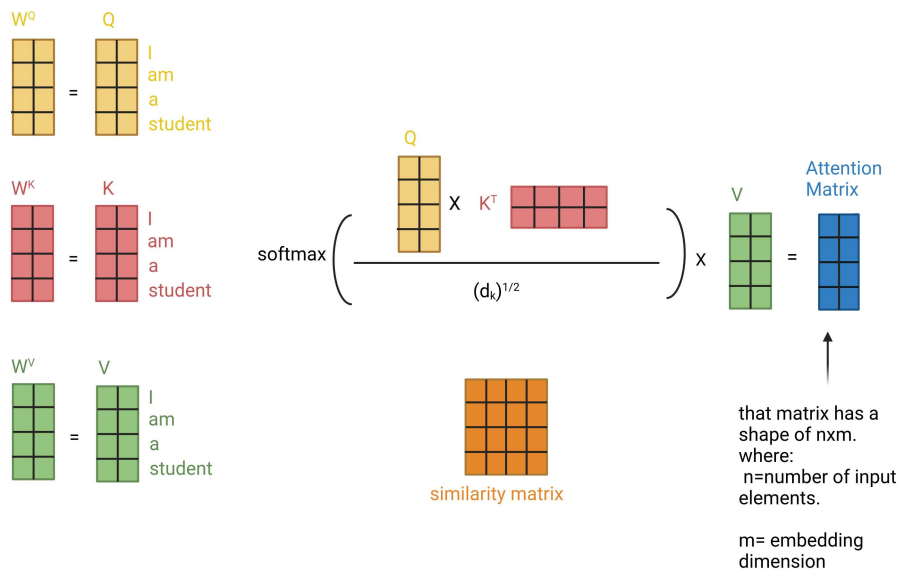 W^Q Q
=
I
am
a
student
W^K K
=
I
am
a
student
W^V V
=
I
am
a
student
Q
X K^T
softmax
(d_k)^1/2
X
V
=
Attention
Matrix
similarity matrix
that matrix has a
shape of nxm.
where:
n=number of input
elements.
m= embedding
dimension